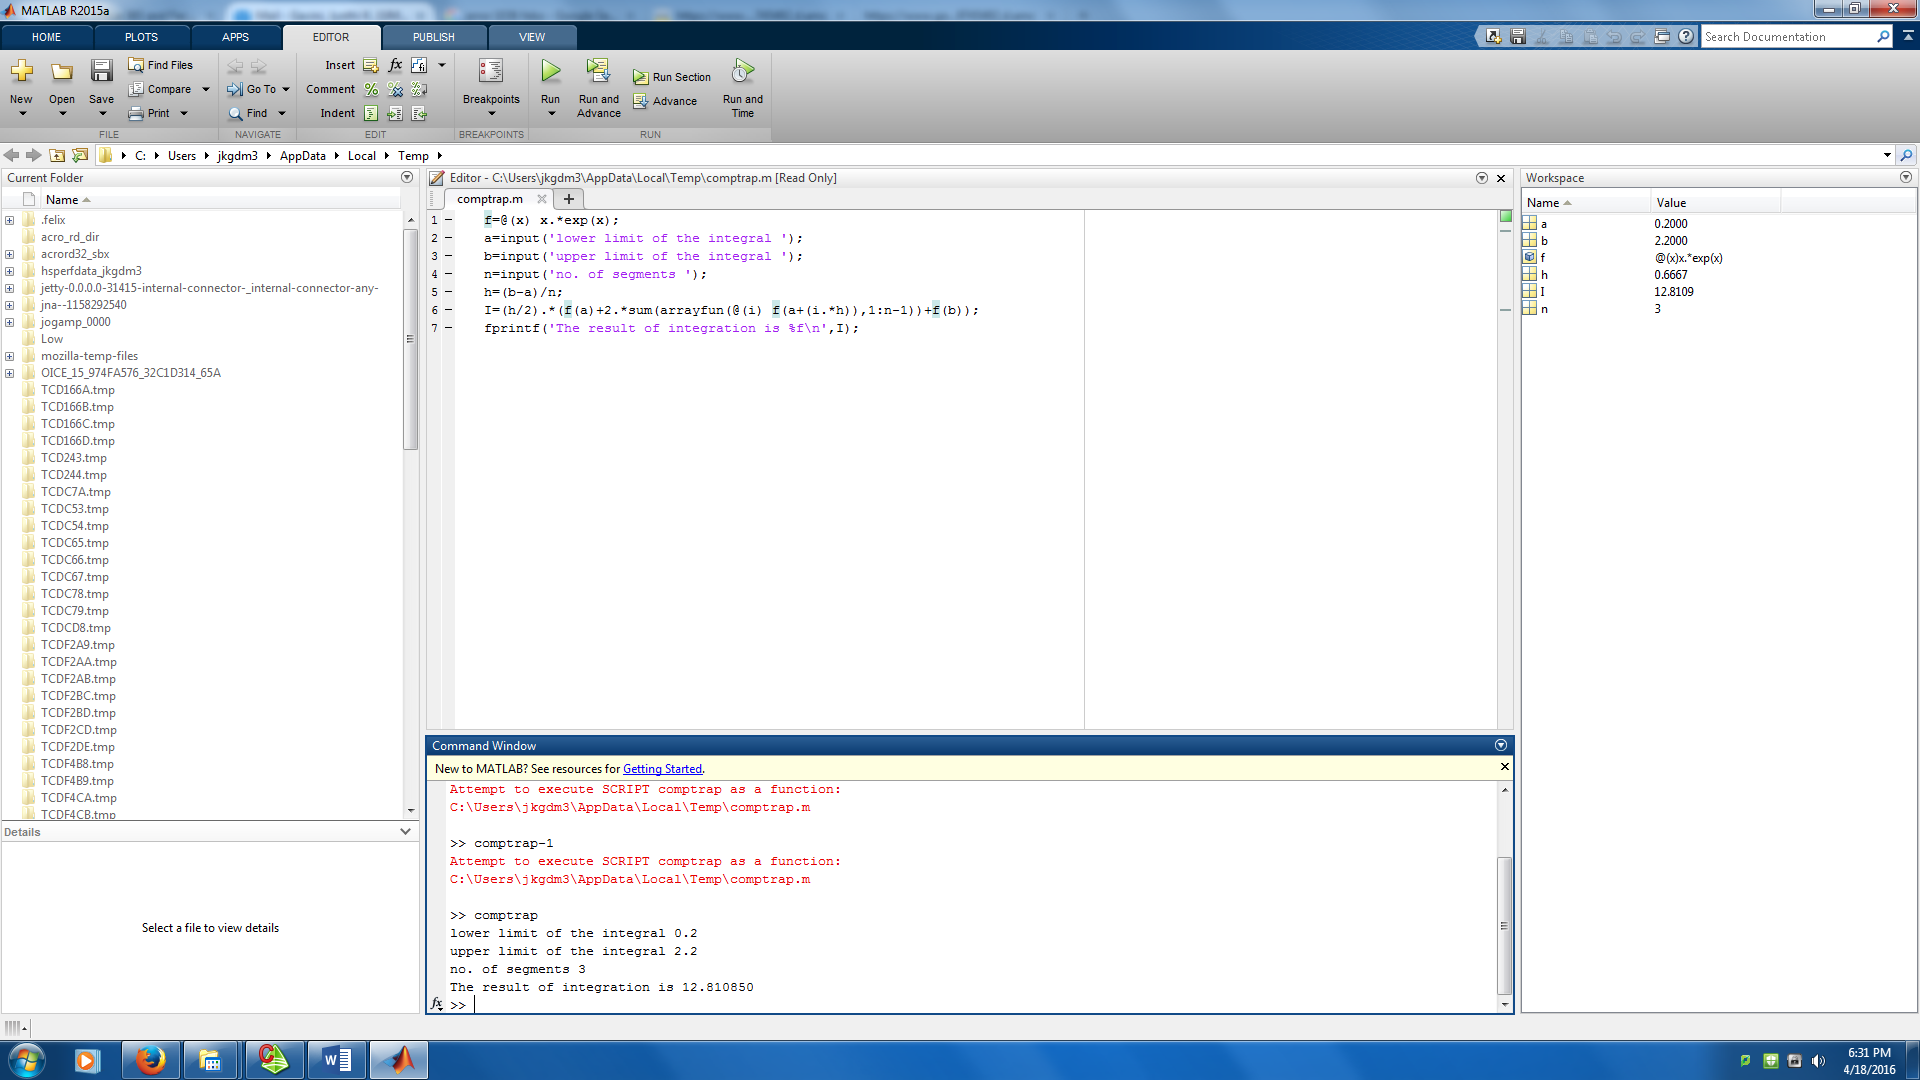 MATLAB R2015a
HOME PLOTS APPS EDITOR PUBLISH VIEW
Search Documentation
New Open Save
Find Files
Compare
Print
FILE
Go To
Find
NAVIGATE
Insert fx
Comment
Indent
EDIT
Breakpoints
BREAKPOINTS
Run
Run and Advance
Run Section
Advance
Run and Time
RUN
C: Users jkgdm3 AppData Local Temp
Current Folder
Name
.felix
acro_rd_dir
acrord32_sbx
hsperfdata_jkgdm3
jetty-0.0.0.0-31415-internal-connector-_internal-connector-any-
jna--1158292540
jogamp_0000
Low
mozilla-temp-files
OICE_15_974FA576_32C1D314_65A
TCD166A.tmp
TCD166B.tmp
TCD166C.tmp
TCD166D.tmp
TCD243.tmp
TCD244.tmp
TCDC7A.tmp
TCDC53.tmp
TCDC54.tmp
TCDC65.tmp
TCDC66.tmp
TCDC67.tmp
TCDC78.tmp
TCDC79.tmp
TCDCD8.tmp
TCDF2A9.tmp
TCDF2AA.tmp
TCDF2AB.tmp
TCDF2BC.tmp
TCDF2BD.tmp
TCDF2CD.tmp
TCDF2DE.tmp
TCDF4B8.tmp
TCDF4B9.tmp
TCDF4CA.tmp
TCDF4CB.tmp
Details
Select a file to view details
Editor - C:\Users\jkgdm3\AppData\Local\Temp\comptrap.m [Read Only]
comptrap.m
1 – f=@(x) x.*exp(x);
2 – a=input('lower limit of the integral ');
3 – b=input('upper limit of the integral ');
4 – n=input('no. of segments ');
5 – h=(b-a)/n;
6 – I=(h/2).*(f(a)+2.*sum(arrayfun(@(i) f(a+(i.*h)),1:n-1))+f(b));
7 – fprintf('The result of integration is %f\n',I);
Command Window
New to MATLAB? See resources for Getting Started.
Attempt to execute SCRIPT comptrap as a function:
C:\Users\jkgdm3\AppData\Local\Temp\comptrap.m
>> comptrap-1
Attempt to execute SCRIPT comptrap as a function:
C:\Users\jkgdm3\AppData\Local\Temp\comptrap.m
>> comptrap
lower limit of the integral 0.2
upper limit of the integral 2.2
no. of segments 3
The result of integration is 12.810850
fx >>
Workspace
Name Value
a 0.2000
b 2.2000
f @(x)x.*exp(x)
h 0.6667
I 12.8109
n 3
6:31 PM
4/18/2016